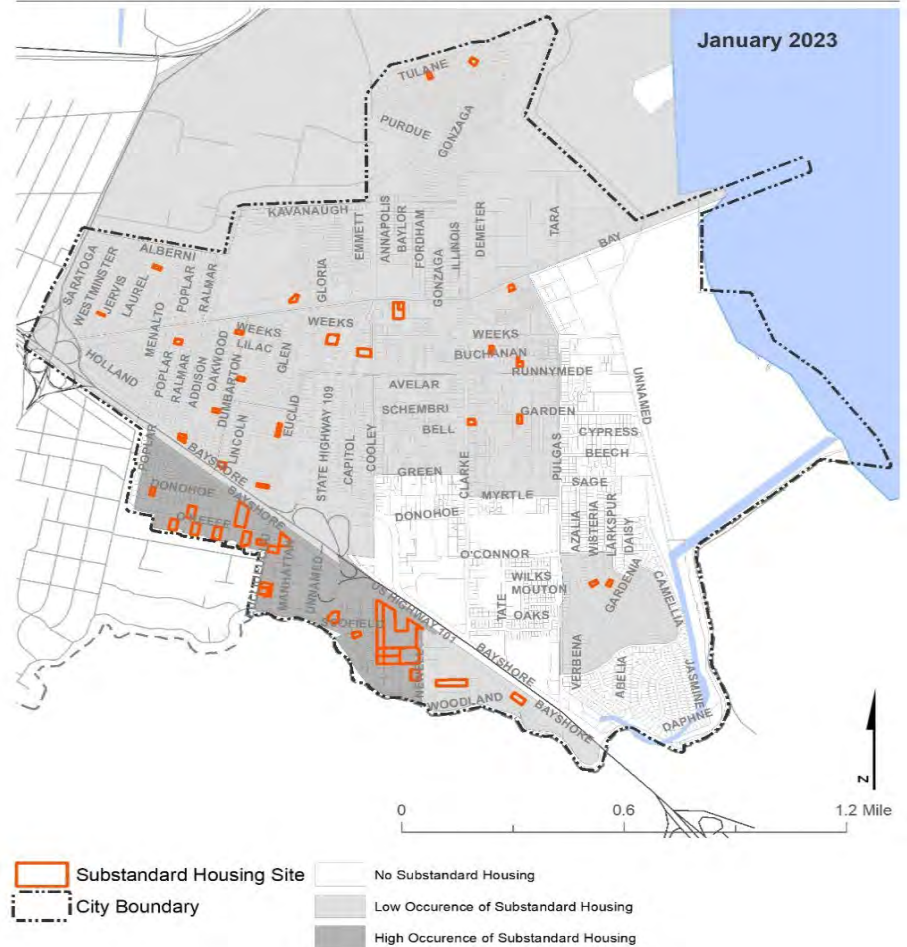 January 2023
TULANE
PURDUE
GONZAGA
KAVANAUGH
EMMETT
ANNAPOLIS
BAYLOR
FORDHAM
GONZAGA
ILLINOIS
DEMETER
TARA
BAY
SARATOGA
WESTMINSTER
JERVIS
LAUREL
ALBERNI
POPLAR
RALMAR
GLORIA
MENALTO
WEEKS
LILAC
WEEKS
WEEKS
BUCHANAN
RUNNYMEDE
UNNAMED
HOLLAND
POPLAR
RALMAR
ADDISON
OAKWOOD
DUMBARTON
GLEN
EUCLID
LINCOLN
STATE HIGHWAY 109
CAPITOL
COOLEY
AVELAR
SCHEMBRI
BELL
GARDEN
CYPRESS
BEECH
PULGAS
POPLAR
BAYSHORE
BAYSHORE
GREEN
CLARKE
MYRTLE
SAGE
DONOHOE
DONOHOE
O'KEEFE
O'CONNOR
AZALIA
WISTERIA
LARKSPUR
DAISY
MANHATTAN
UNNAMED
WILKS
MOUTON
TATE
OAKS
GARDENIA
CAMELLIA
SCOFIELD
US HIGHWAY 101
BAYSHORE
NEWELL
WOODLAND
BAYSHORE
VERBENA
ABELIA
JASMINE
DAPHNE
N
0 0.6 1.2 Mile
Substandard Housing Site
City Boundary
No Substandard Housing
Low Occurence of Substandard Housing
High Occurence of Substandard Housing